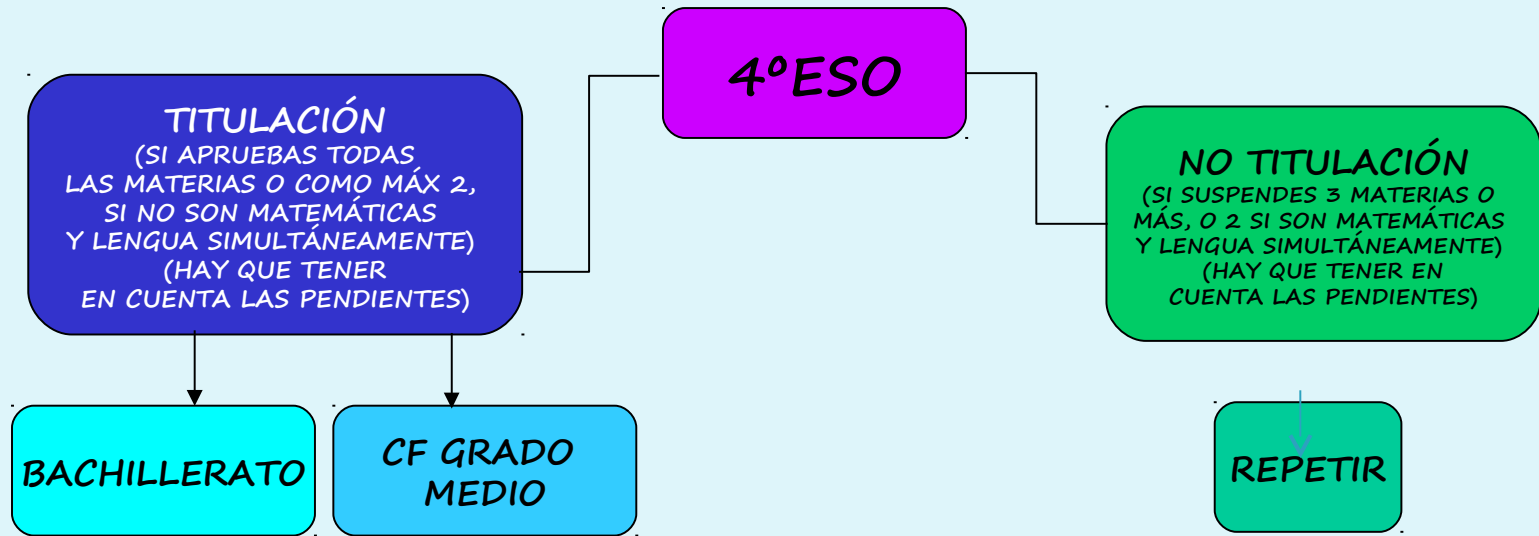 4ºESO
TITULACIÓN
(SI APRUEBAS TODAS
LAS MATERIAS O COMO MÁX 2,
SI NO SON MATEMÁTICAS
Y LENGUA SIMULTÁNEAMENTE)
(HAY QUE TENER
EN CUENTA LAS PENDIENTES)
NO TITULACIÓN
(SI SUSPENDES 3 MATERIAS O
MÁS, O 2 SI SON MATEMÁTICAS
Y LENGUA SIMULTÁNEAMENTE)
(HAY QUE TENER EN
CUENTA LAS PENDIENTES)
BACHILLERATO
CF GRADO
MEDIO
REPETIR